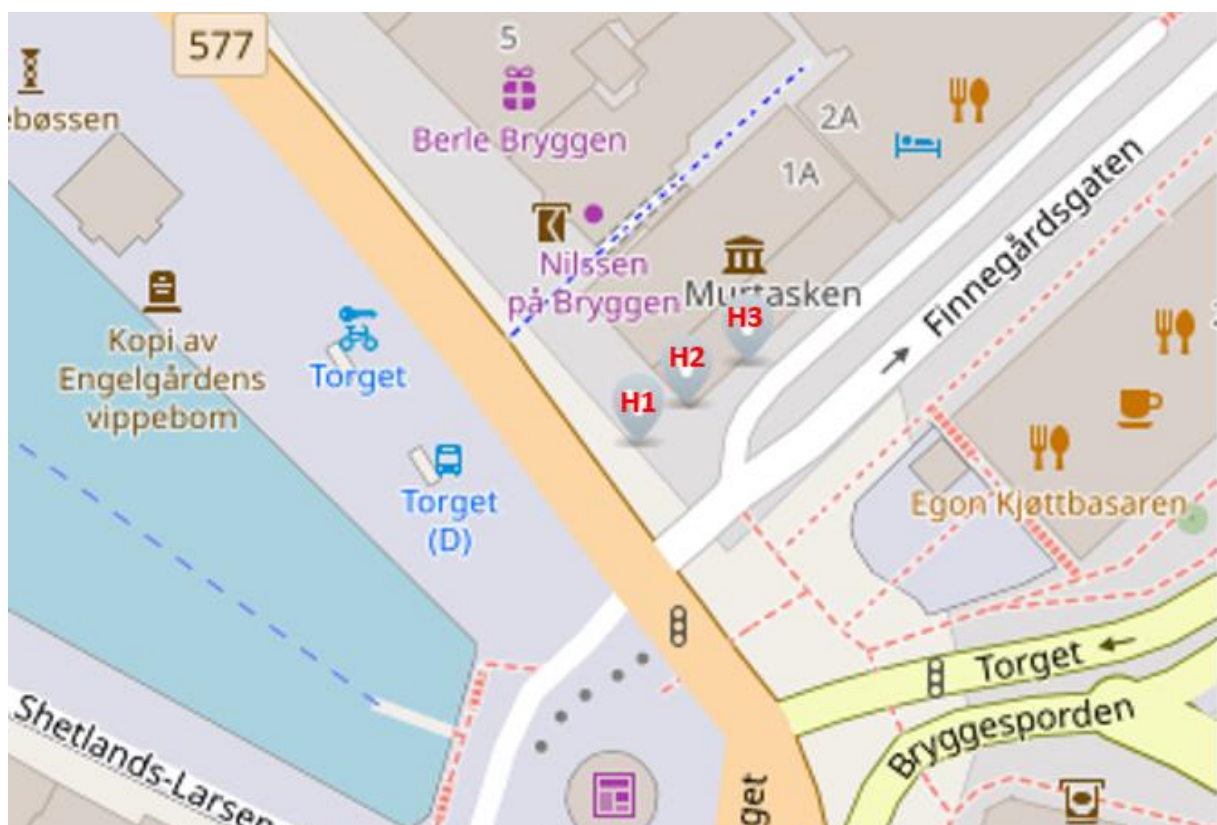 577
5
ebøssen
Berle Bryggen
2A
1A
Nilssen
på Bryggen
Murtasken
Finnegårdsgaten
H3
H2
H1
Kopi av
Engelgårdens
vippebom
Torget
Torget
(D)
Egon Kjøttbasaren
Torget
Bryggesporden
Shetlands-Larsen
get